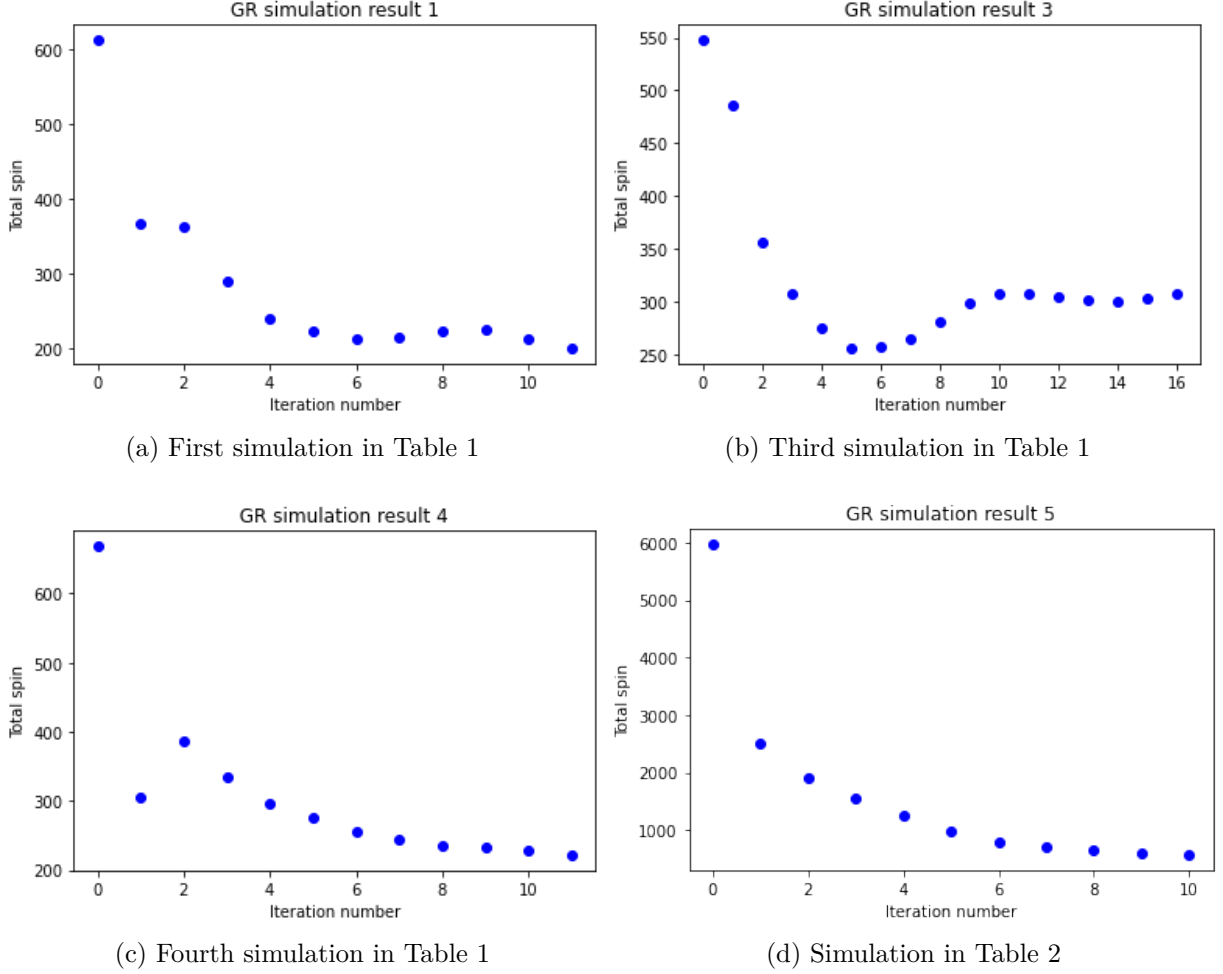 GR simulation result 1
600
500
400
300
200
Total spin
0 2 4 6 8 10
Iteration number
(a) First simulation in Table 1
GR simulation result 3
550
500
450
400
350
300
250
Total spin
0 2 4 6 8 10 12 14 16
Iteration number
(b) Third simulation in Table 1
GR simulation result 4
600
500
400
300
200
Total spin
0 2 4 6 8 10
Iteration number
(c) Fourth simulation in Table 1
GR simulation result 5
6000
5000
4000
3000
2000
1000
Total spin
0 2 4 6 8 10
Iteration number
(d) Simulation in Table 2